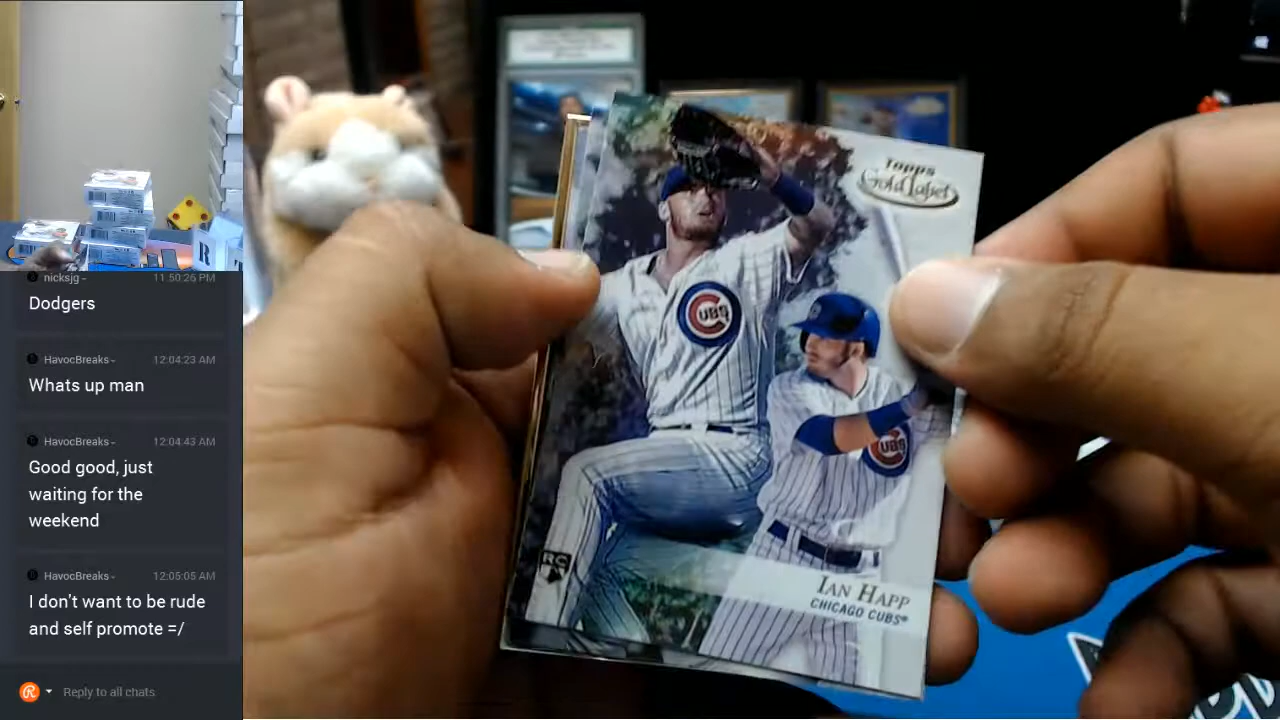 nicksjg
11:50:26 PM
Dodgers
HavocBreaks
12:04:23 AM
Whats up man
HavocBreaks
12:04:43 AM
Good good, just
waiting for the
weekend
HavocBreaks
12:05:05 AM
I don't want to be rude
and self promote =/
Reply to all chats
Topps
Gold Label
CUBS
CUBS
RC
IAN HAPP
CHICAGO CUBS®
R